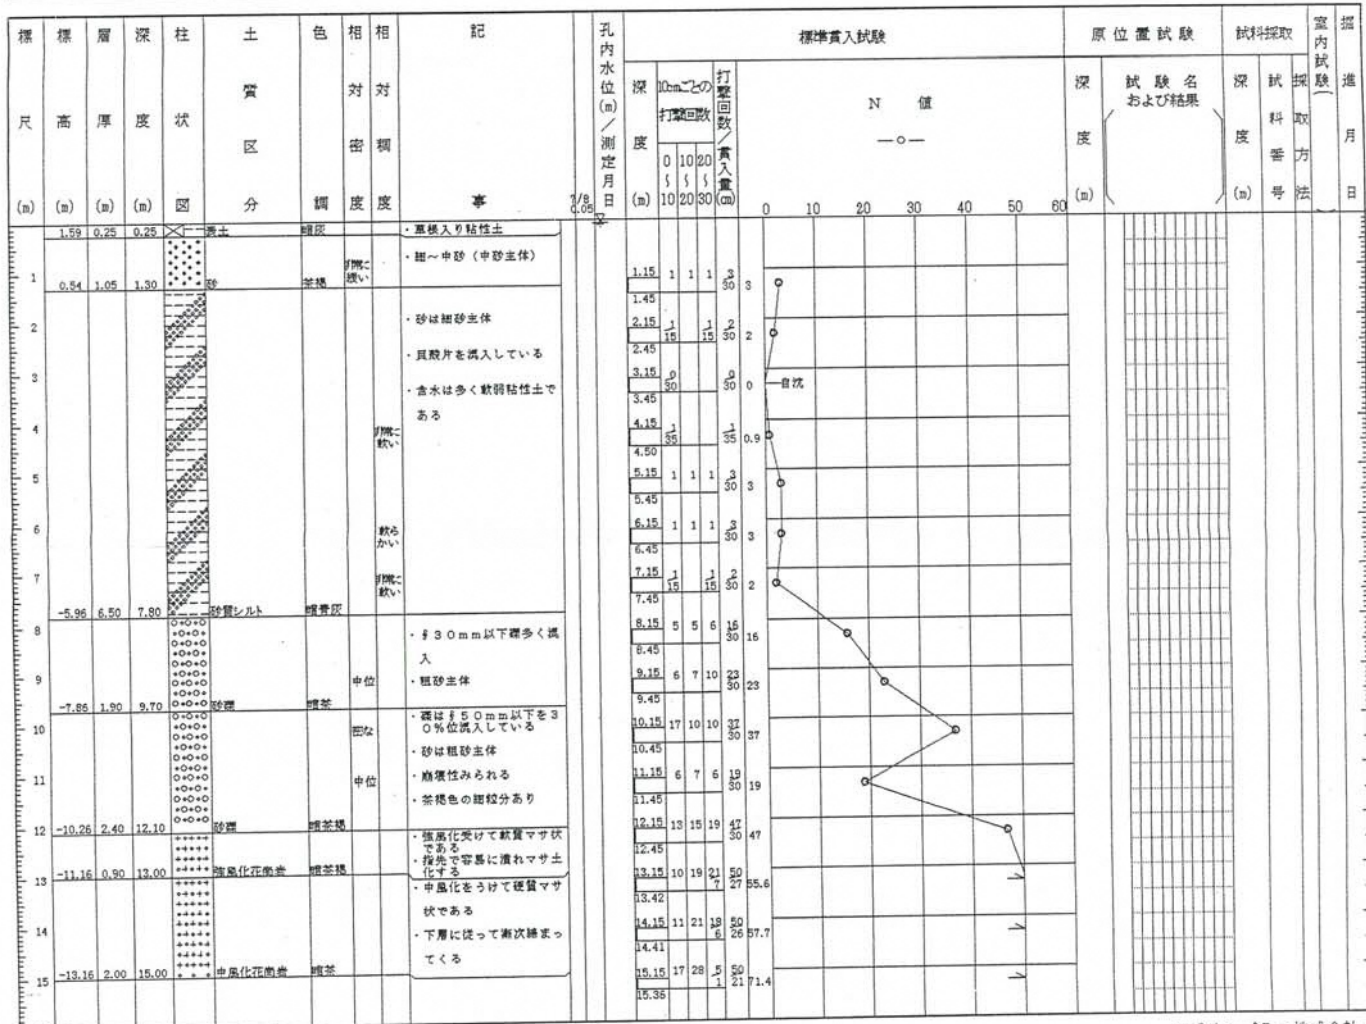 標尺(m) 標高(m) 層厚(m) 深度(m) 柱状図 土質区分 色調 相対密度 相対稠度 記事 孔内水位(m)/測定月日 標準貫入試験 原位置試験 試料採取 室内試験( ) 掘進月日
深度(m) 10cmごとの打撃回数 打撃回数/貫入量(cm) N値 深度(m) 試験名および結果 深度(m) 試料番号 採取方法
0〜10 10〜20 20〜30
—o—
0 10 20 30 40 50 60
7/8
0.05
1.59 0.25 0.25 表土 暗灰 ・草根入り粘性土
・細〜中砂(中砂主体)
非常に緩い
1
0.54 1.05 1.30 砂 茶褐
1.15 1 1 1 3/30 3
1.45
・砂は細砂主体
2
2.15 1/15 1/15 2/30 2
2.45
・貝殻片を混入している
3
3.15 0/30 0/30 0 自沈
3.45
・含水は多く軟弱粘性土で
ある
4
非常に軟い
4.15 1/35 1/35 0.9
4.50
5
5.15 1 1 1 3/30 3
5.45
6
軟らかい
6.15 1 1 1 3/30 3
6.45
7
非常に軟い
7.15 1/15 1/15 2/30 2
7.45
-5.96 6.50 7.80 砂質シルト 暗青灰
8
・∮30mm以下礫多く混
入
8.15 5 5 6 16/30 16
8.45
9
中位
・粗砂主体
9.15 6 7 10 23/30 23
9.45
-7.86 1.90 9.70 砂礫 暗茶
・礫は∮50mm以下を3
0%位混入している
10
密な
10.15 17 10 10 37/30 37
10.45
・砂は粗砂主体
11
中位
・崩壊性みられる
11.15 6 7 6 19/30 19
11.45
・茶褐色の細粒分あり
12
-10.26 2.40 12.10 砂礫 暗茶褐
12.15 13 15 19 47/30 47
12.45
・強風化受けて軟質マサ状
である
・指先で容易に潰れマサ土
化する
-11.16 0.90 13.00 強風化花崗岩 暗茶褐
13
13.15 10 19 21/7 50/27 55.6
13.42
・中風化をうけて硬質マサ
状である
14
14.15 11 21 18/6 50/26 57.7
14.41
・下層に従って漸次締まっ
てくる
-13.16 2.00 15.00 中風化花崗岩 暗茶
15
15.15 17 28 5/1 50/21 71.4
15.36